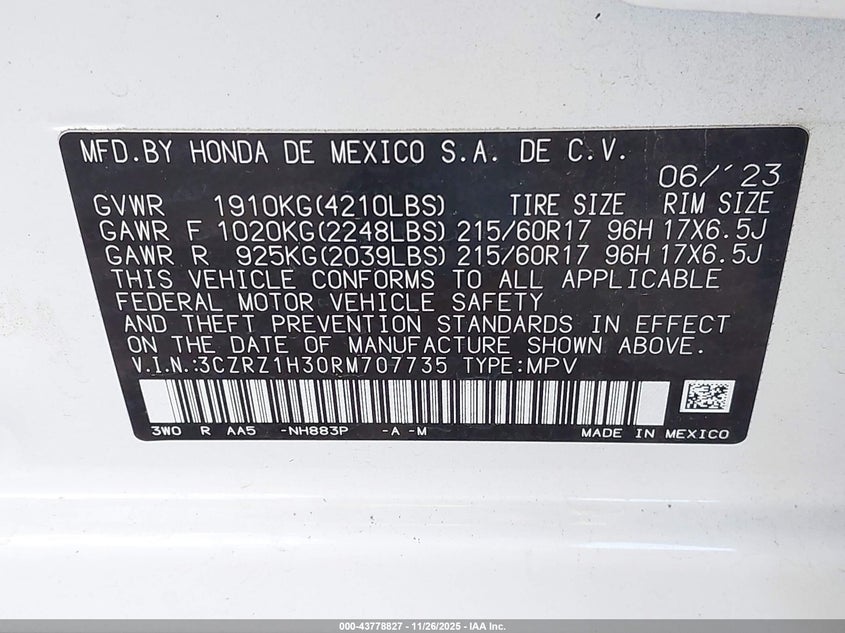 MFD.BY HONDA DE MEXICO S.A. DE C.V.
06/'23
GVWR 1910KG(4210LBS) TIRE SIZE RIM SIZE
GAWR F 1020KG(2248LBS) 215/60R17 96H 17X6.5J
GAWR R 925KG(2039LBS) 215/60R17 96H 17X6.5J
THIS VEHICLE CONFORMS TO ALL APPLICABLE
FEDERAL MOTOR VEHICLE SAFETY
AND THEFT PREVENTION STANDARDS IN EFFECT
ON THE DATE OF MANUFACTURE SHOWN ABOVE.
V.I.N.:3CZRZ1H30RM707735 TYPE:MPV
3W0 R AA5 -NH883P -A -M MADE IN MEXICO
000-43778827 - 11/26/2025 - IAA Inc.